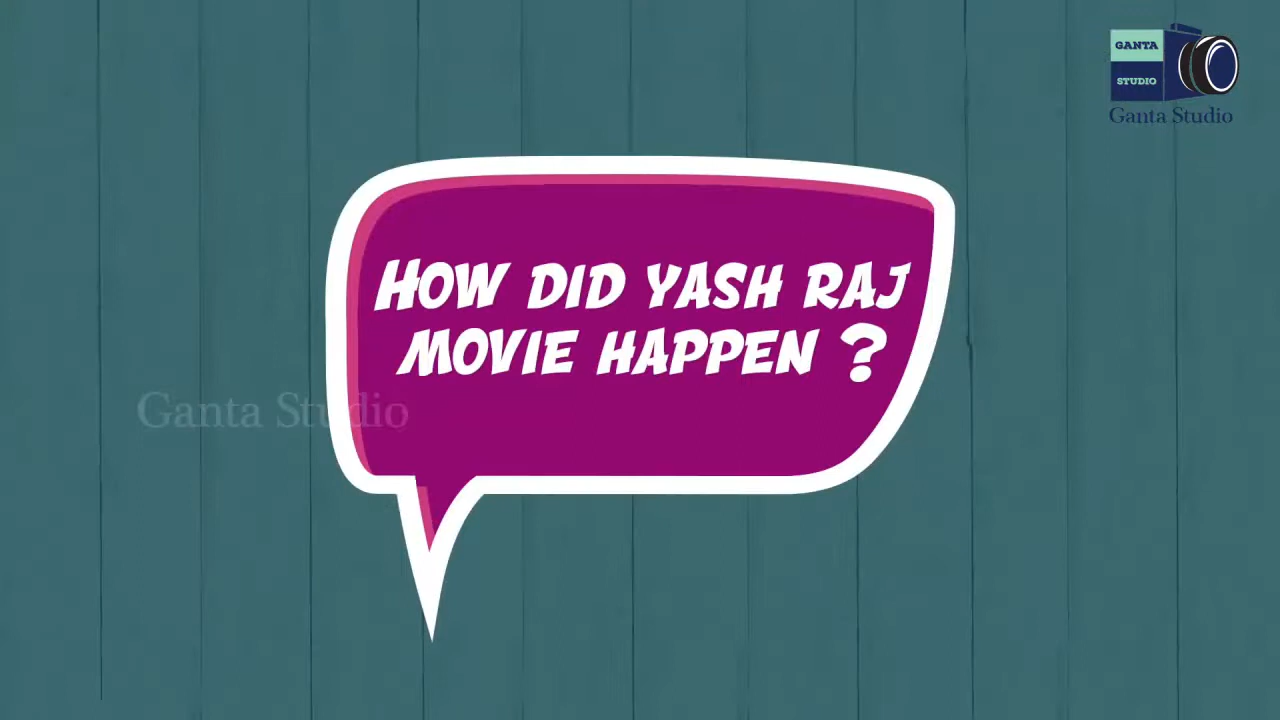 GANTA
STUDIO
Ganta Studio
HOW DID YASH RAJ
MOVIE HAPPEN ?
Ganta Studio